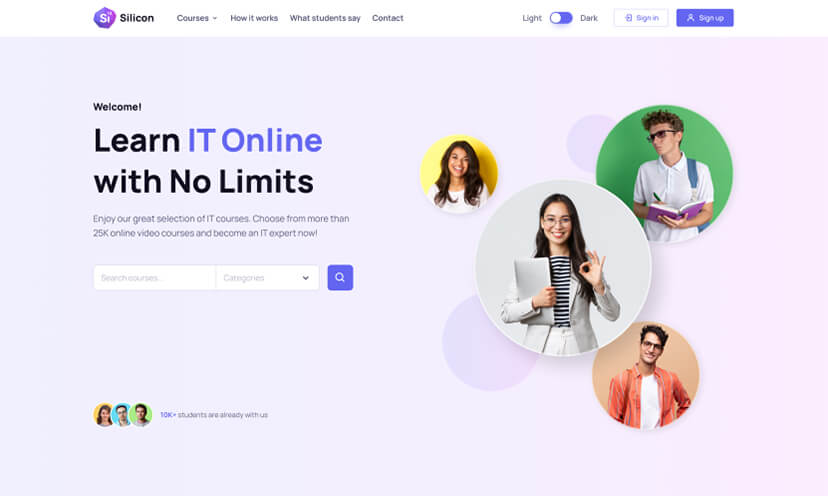 Si Silicon
Courses
How it works
What students say
Contact
Light
Dark
Sign in
Sign up
Welcome!
Learn IT Online
with No Limits
Enjoy our great selection of IT courses. Choose from more than
25K online video courses and become an IT expert now!
Search courses...
Categories
10K+ students are already with us